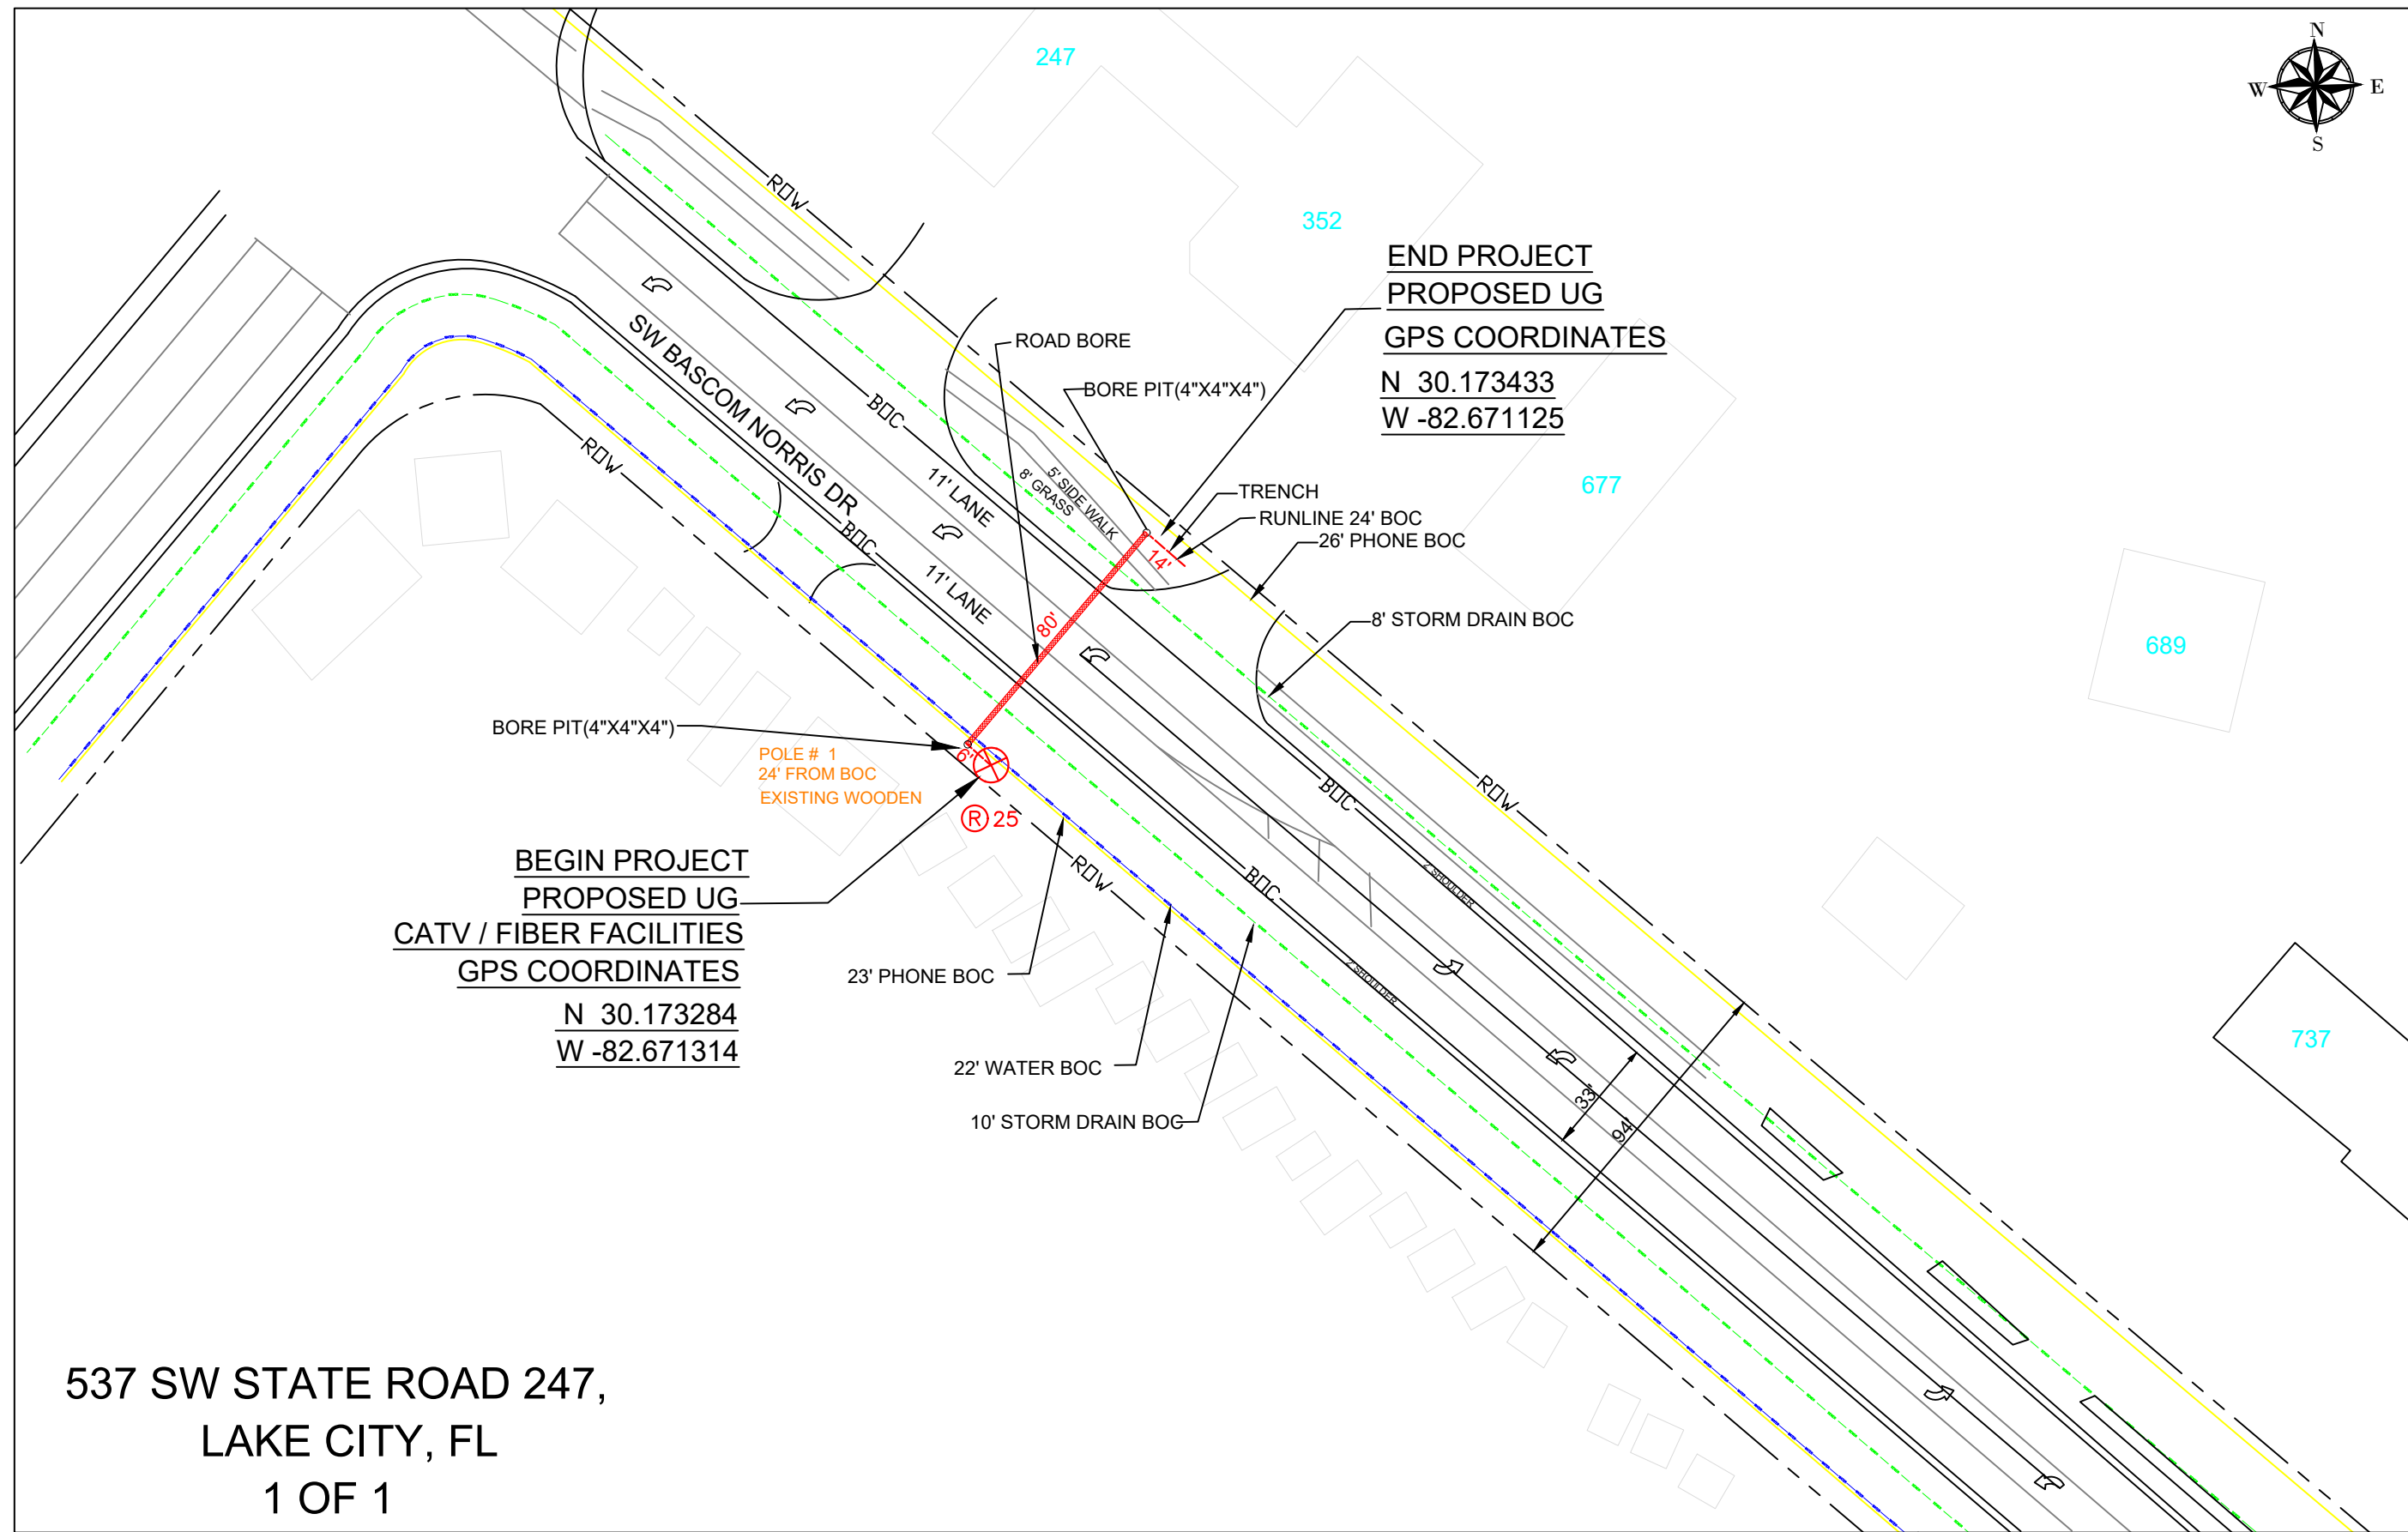 N
W
E
S
247
352
ROW
END PROJECT
PROPOSED UG
GPS COORDINATES
N 30.173433
W -82.671125
ROAD BORE
BORE PIT(4"X4"X4")
SW BASCOM NORRIS DR
BOC
ROW
11' LANE
8' GRASS
5' SIDE WALK
TRENCH
RUNLINE 24' BOC
26' PHONE BOC
677
14'
BOC
11' LANE
80'
8' STORM DRAIN BOC
689
BORE PIT(4"X4"X4")
6'
POLE # 1
24' FROM BOC
EXISTING WOODEN
R 25
BEGIN PROJECT
PROPOSED UG
CATV / FIBER FACILITIES
GPS COORDINATES
N 30.173284
W -82.671314
ROW
BOC
BOC
ROW
2' SHOULDER
2' SHOULDER
23' PHONE BOC
22' WATER BOC
10' STORM DRAIN BOC
33'
94'
737
537 SW STATE ROAD 247,
LAKE CITY, FL
1 OF 1